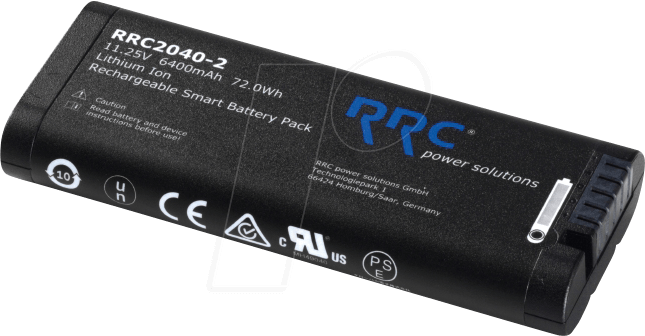 RRC2040-2
11.25V 6400mAh 72.0Wh
Lithium Ion
Rechargeable Smart Battery Pack
Caution
Read battery and device
instructions before use!
RRC®
power solutions
RRC power solutions GmbH
Technologiepark 1
66424 Homburg/Saar, Germany
10
un
CE
c RU US
PS
E